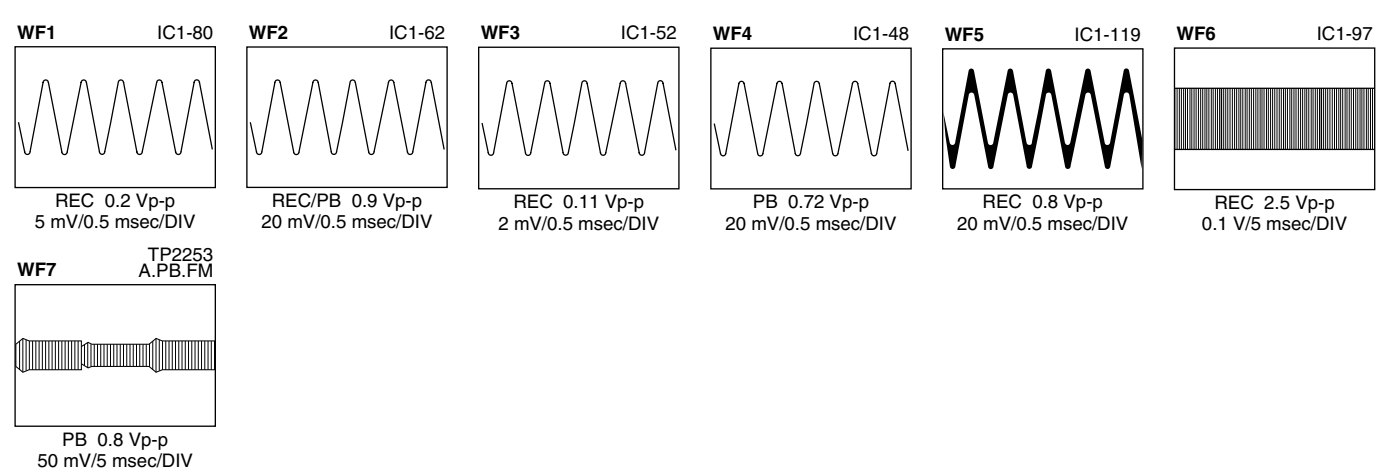 WF1 IC1-80
REC 0.2 Vp-p
5 mV/0.5 msec/DIV
WF2 IC1-62
REC/PB 0.9 Vp-p
20 mV/0.5 msec/DIV
WF3 IC1-52
REC 0.11 Vp-p
2 mV/0.5 msec/DIV
WF4 IC1-48
PB 0.72 Vp-p
20 mV/0.5 msec/DIV
WF5 IC1-119
REC 0.8 Vp-p
20 mV/0.5 msec/DIV
WF6 IC1-97
REC 2.5 Vp-p
0.1 V/5 msec/DIV
TP2253
WF7 A.PB.FM
PB 0.8 Vp-p
50 mV/5 msec/DIV